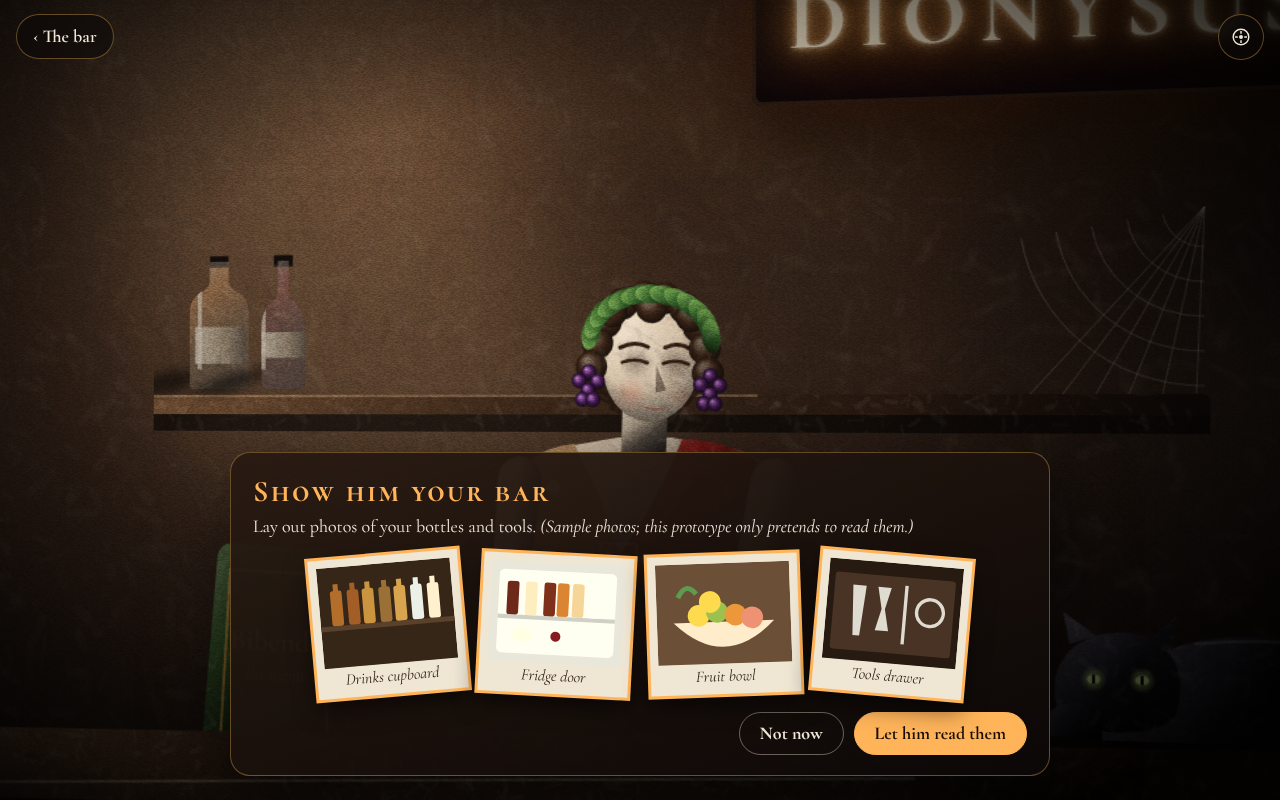 ‹ The bar
DIONYSUS
Show him your bar
Lay out photos of your bottles and tools. (Sample photos; this prototype only pretends to read them.)
Drinks cupboard
Fridge door
Fruit bowl
Tools drawer
Not now
Let him read them